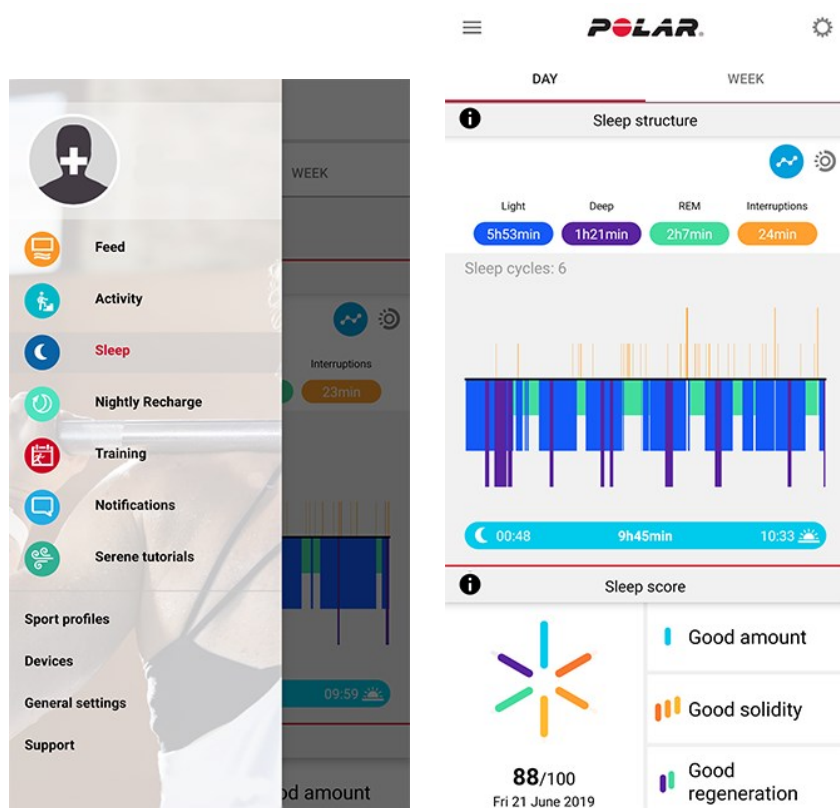 WEEK
Feed
Activity
Sleep
Interruptions
Nightly Recharge
23min
Training
Notifications
Serene tutorials
Sport profiles
Devices
General settings
09:59
Support
od amount
POLAR
DAY WEEK
Sleep structure
Light Deep REM Interruptions
5h53min 1h21min 2h7min 24min
Sleep cycles: 6
00:48 9h45min 10:33
Sleep score
Good amount
Good solidity
88/100
Fri 21 June 2019
Good
regeneration